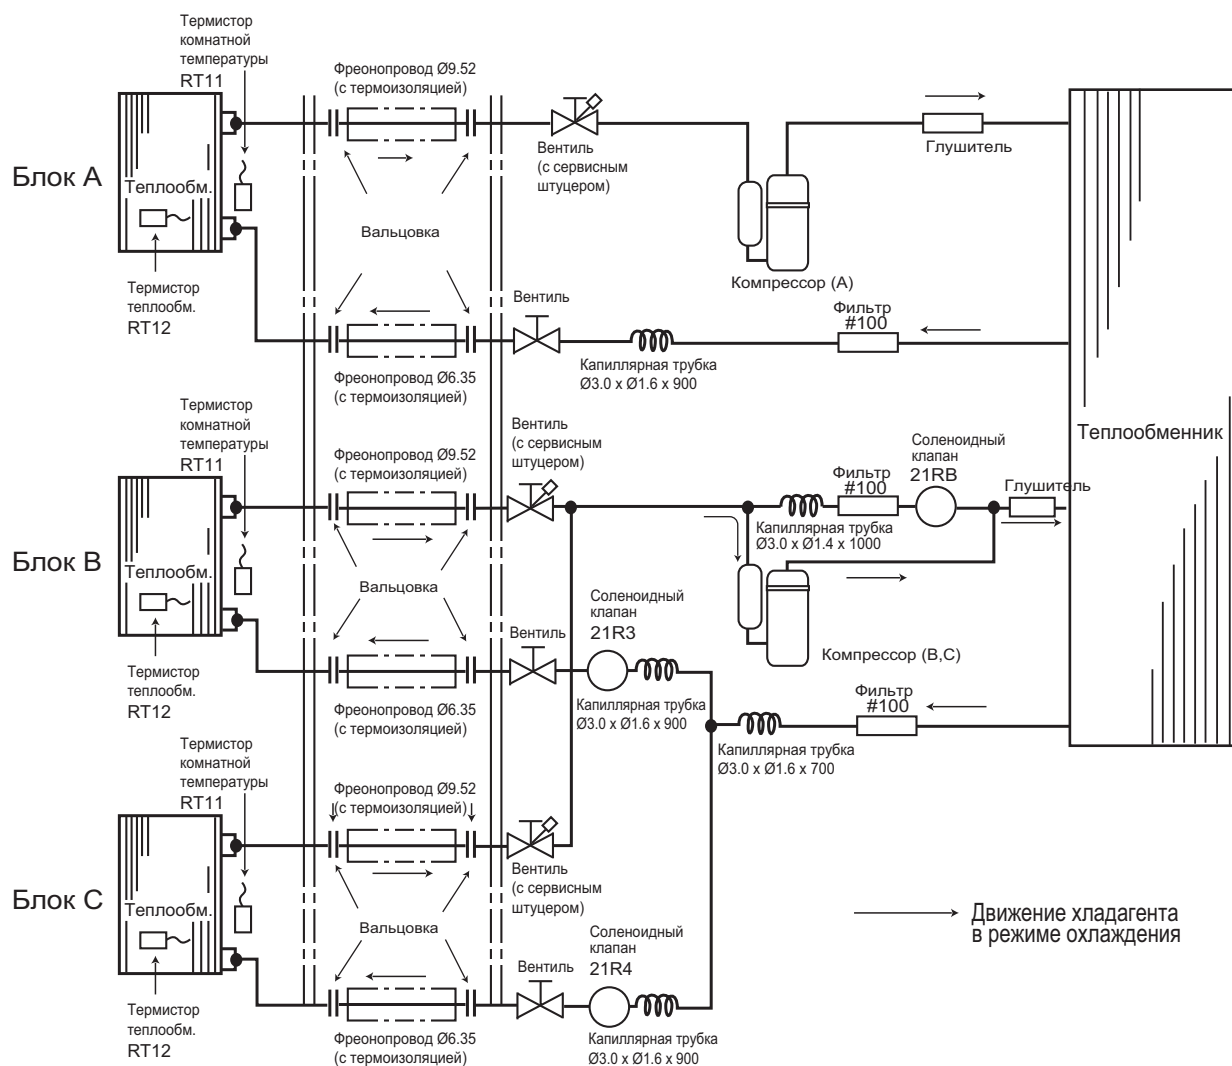 Термистор
комнатной
температуры
RT11
Фреонопровод Ø9.52
(с термоизоляцией)
Вентиль
(с сервисным
штуцером)
Глушитель
Блок A
Теплообм.
Вальцовка
Компрессор (A)
Термистор
теплообм.
RT12
Вентиль
Фильтр
#100
Капиллярная трубка
Ø3.0 x Ø1.6 x 900
Фреонопровод Ø6.35
(с термоизоляцией)
Теплообменник
Термистор
комнатной
температуры
RT11
Фреонопровод Ø9.52
(с термоизоляцией)
Вентиль
(с сервисным
штуцером)
Фильтр
#100
Соленоидный
клапан
21RB
Глушитель
Капиллярная трубка
Ø3.0 x Ø1.4 x 1000
Блок B
Теплообм.
Вальцовка
Соленоидный
клапан
21R3
Вентиль
Компрессор (B,C)
Термистор
теплообм.
RT12
Фреонопровод Ø6.35
(с термоизоляцией)
Капиллярная трубка
Ø3.0 x Ø1.6 x 900
Фильтр
#100
Капиллярная трубка
Ø3.0 x Ø1.6 x 700
Термистор
комнатной
температуры
RT11
Фреонопровод Ø9.52
(с термоизоляцией)
Вентиль
(с сервисным
штуцером)
Блок C
Теплообм.
Вальцовка
Соленоидный
клапан
21R4
Вентиль
Термистор
теплообм.
RT12
Фреонопровод Ø6.35
(с термоизоляцией)
Капиллярная трубка
Ø3.0 x Ø1.6 x 900
Движение хладагента
в режиме охлаждения